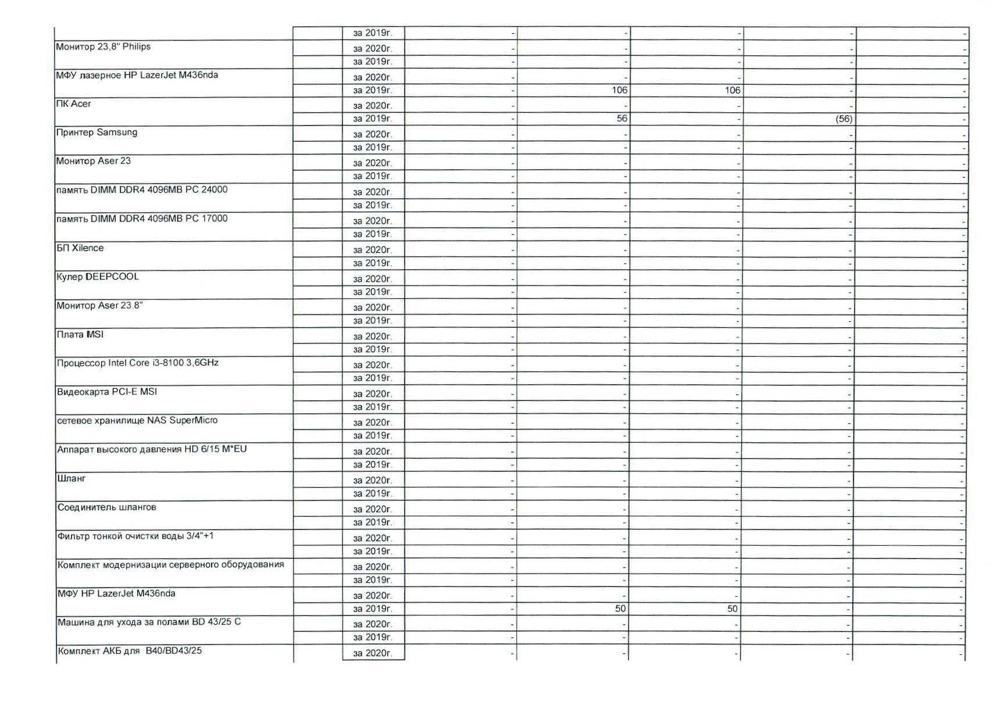 за 2019г. - - - - -
Монитор 23,8" Philips за 2020г. - - - - -
за 2019г. - - - - -
МФУ лазерное HP LazerJet M436nda за 2020г. - - - - -
за 2019г. - 106 106 - -
ПК Acer за 2020г. - - - - -
за 2019г. - 56 - (56) -
Принтер Samsung за 2020г. - - - - -
за 2019г. - - - - -
Монитор Aser 23 за 2020г. - - - - -
за 2019г. - - - - -
память DIMM DDR4 4096MB PC 24000 за 2020г. - - - - -
за 2019г. - - - - -
память DIMM DDR4 4096MB PC 17000 за 2020г. - - - - -
за 2019г. - - - - -
БП Xilence за 2020г. - - - - -
за 2019г. - - - - -
Кулер DEEPCOOL за 2020г. - - - - -
за 2019г. - - - - -
Монитор Aser 23.8" за 2020г. - - - - -
за 2019г. - - - - -
Плата MSI за 2020г. - - - - -
за 2019г. - - - - -
Процессор Intel Core i3-8100 3,6GHz за 2020г. - - - - -
за 2019г. - - - - -
Видеокарта PCI-E MSI за 2020г. - - - - -
за 2019г. - - - - -
сетевое хранилище NAS SuperMicro за 2020г. - - - - -
за 2019г. - - - - -
Аппарат высокого давления HD 6/15 M*EU за 2020г. - - - - -
за 2019г. - - - - -
Шланг за 2020г. - - - - -
за 2019г. - - - - -
Соединитель шлангов за 2020г. - - - - -
за 2019г. - - - - -
Фильтр тонкой очистки воды 3/4"+1 за 2020г. - - - - -
за 2019г. - - - - -
Комплект модернизации серверного оборудования за 2020г. - - - - -
за 2019г. - - - - -
МФУ HP LazerJet M436nda за 2020г. - - - - -
за 2019г. - 50 50 - -
Машина для ухода за полами BD 43/25 C за 2020г. - - - - -
за 2019г. - - - - -
Комплект АКБ для B40/BD43/25 за 2020г. - - - - -